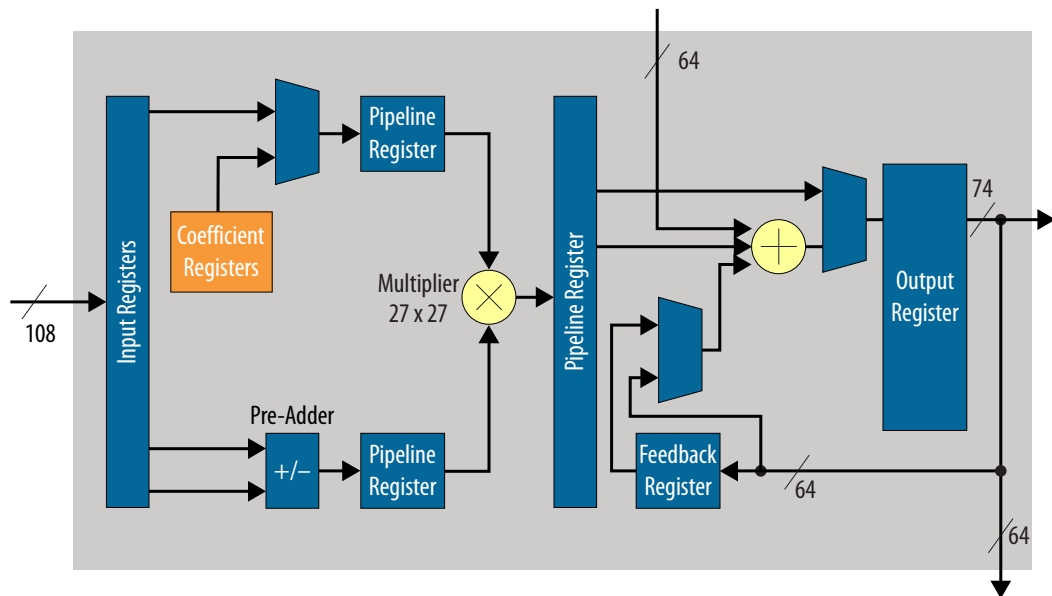 64
Pipeline
Register
Coefficient
Registers
Input Registers
108
Multiplier
27 x 27
Pre-Adder
+/−
Pipeline
Register
Pipeline Register
74
Output
Register
Feedback
Register
64
64